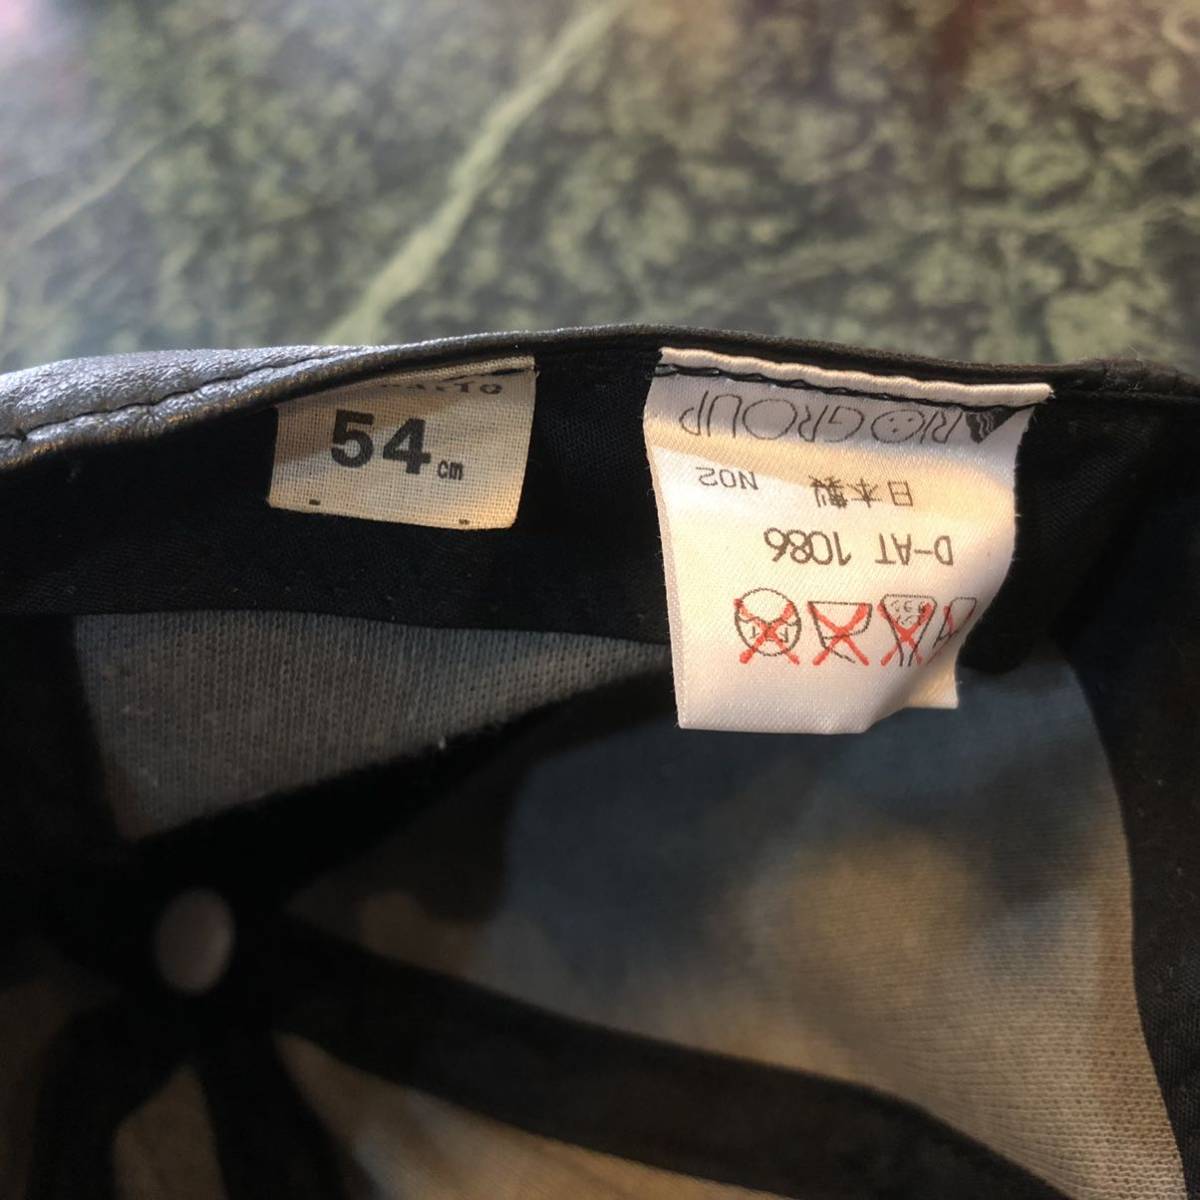 54 cm
RIO GROUP
日本製 NO2
D-AT 1086